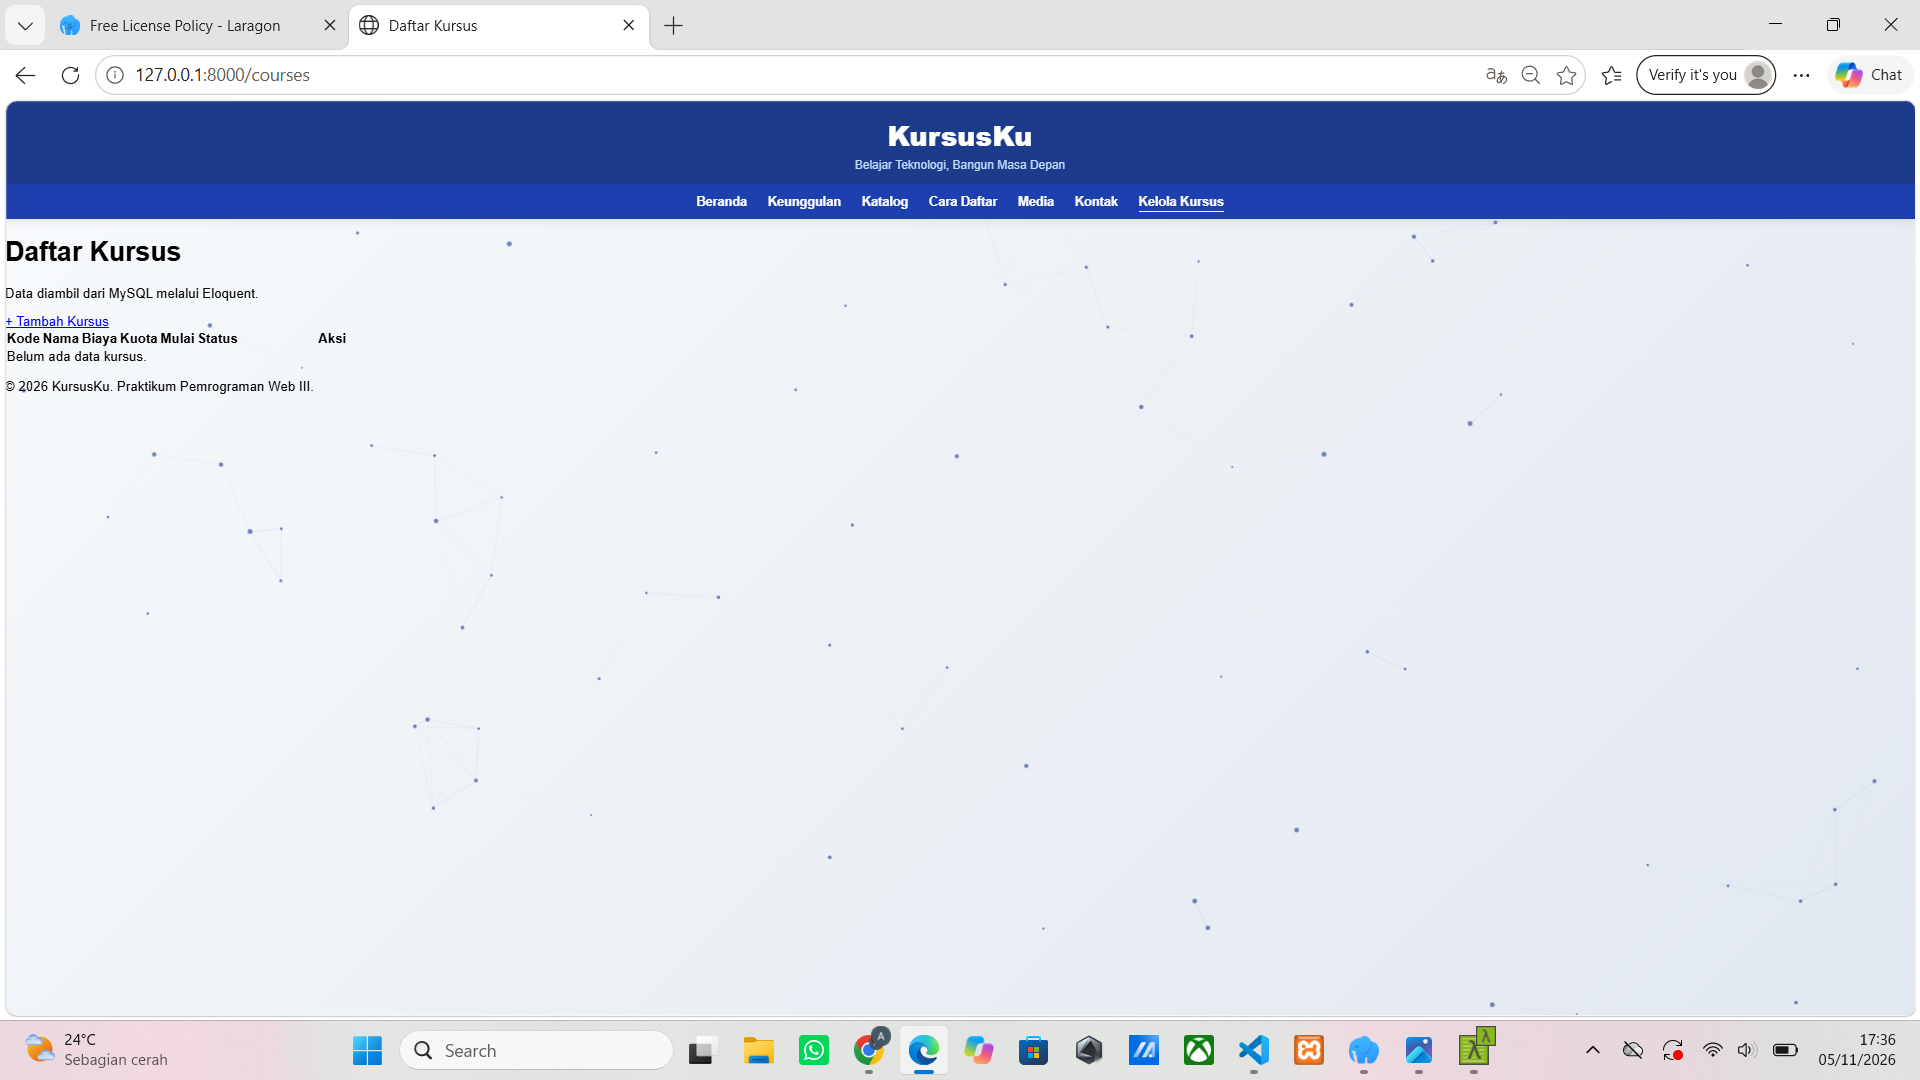 Free License Policy - Laragon
Daftar Kursus
127.0.0.1:8000/courses
Verify it's you
Chat
KursusKu
Belajar Teknologi, Bangun Masa Depan
Beranda Keunggulan Katalog Cara Daftar Media Kontak Kelola Kursus
Daftar Kursus
Data diambil dari MySQL melalui Eloquent.
+ Tambah Kursus
Kode Nama Biaya Kuota Mulai Status Aksi
Belum ada data kursus.
© 2026 KursusKu. Praktikum Pemrograman Web III.
24°C
Sebagian cerah
Search
A
17:36
05/11/2026